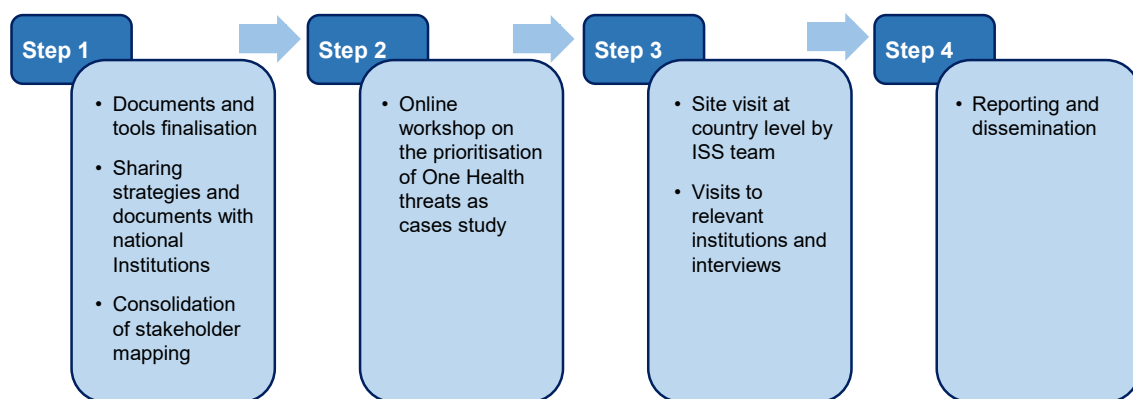 Step 1
• Documents and
tools finalisation
• Sharing
strategies and
documents with
national
Institutions
• Consolidation
of stakeholder
mapping
Step 2
• Online
workshop on
the prioritisation
of One Health
threats as
cases study
Step 3
• Site visit at
country level by
ISS team
• Visits to
relevant
institutions and
interviews
Step 4
• Reporting and
dissemination